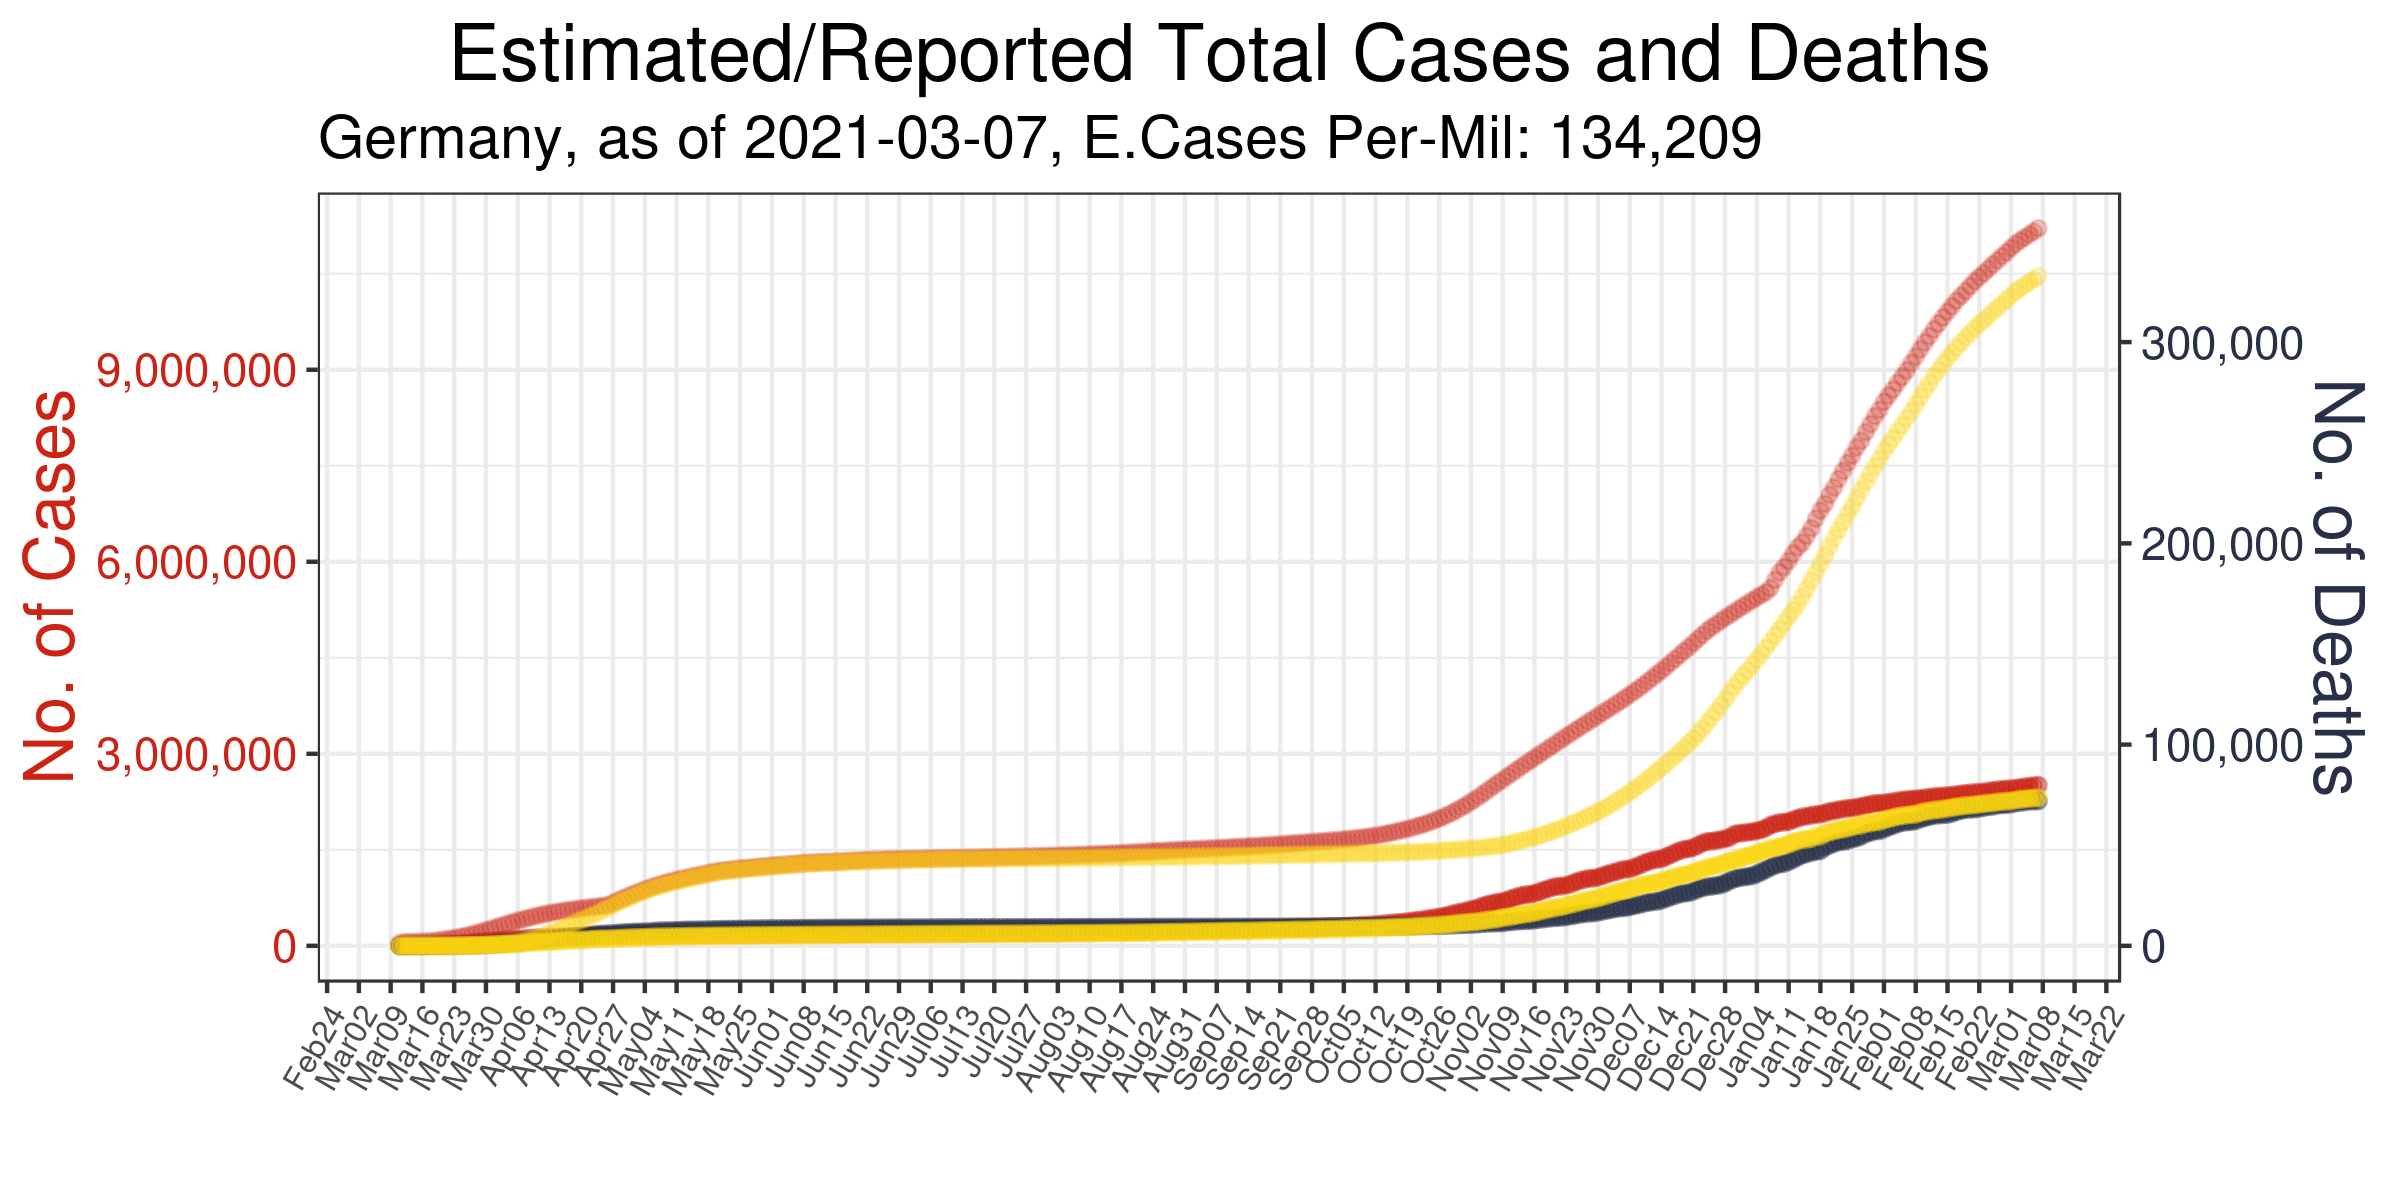 Estimated/Reported Total Cases and Deaths
Germany, as of 2021-03-07, E.Cases Per-Mil: 134,209
No. of Cases
9,000,000
6,000,000
3,000,000
0
300,000
200,000
100,000
0
No. of Deaths
Feb24
Mar02
Mar09
Mar16
Mar23
Mar30
Apr06
Apr13
Apr20
Apr27
May04
May11
May18
May25
Jun01
Jun08
Jun15
Jun22
Jun29
Jul06
Jul13
Jul20
Jul27
Aug03
Aug10
Aug17
Aug24
Aug31
Sep07
Sep14
Sep21
Sep28
Oct05
Oct12
Oct19
Oct26
Nov02
Nov09
Nov16
Nov23
Nov30
Dec07
Dec14
Dec21
Dec28
Jan04
Jan11
Jan18
Jan25
Feb01
Feb08
Feb15
Feb22
Mar01
Mar08
Mar15
Mar22